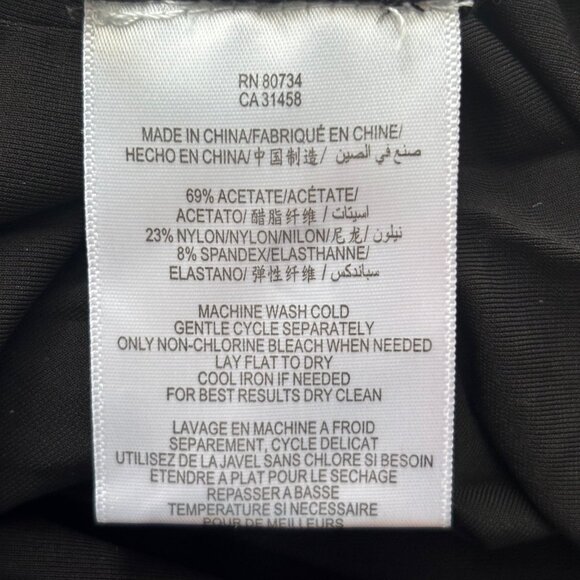 RN 80734
CA 31458
MADE IN CHINA/FABRIQUÉ EN CHINE/
HECHO EN CHINA/中国制造/ صنع في الصين/
69% ACETATE/ACÉTATE/
ACETATO/醋脂纤维/ اسيتات/
23% NYLON/NYLON/NILON/尼龙/ نيلون/
8% SPANDEX/ELASTHANNE/
ELASTANO/ 弹性纤维/ سباندكس/
MACHINE WASH COLD
GENTLE CYCLE SEPARATELY
ONLY NON-CHLORINE BLEACH WHEN NEEDED
LAY FLAT TO DRY
COOL IRON IF NEEDED
FOR BEST RESULTS DRY CLEAN
LAVAGE EN MACHINE A FROID
SEPAREMENT, CYCLE DELICAT
UTILISEZ DE LA JAVEL SANS CHLORE SI BESOIN
ETENDRE A PLAT POUR LE SECHAGE
REPASSER A BASSE
TEMPERATURE SI NECESSAIRE
POUR DE MEILLEURS